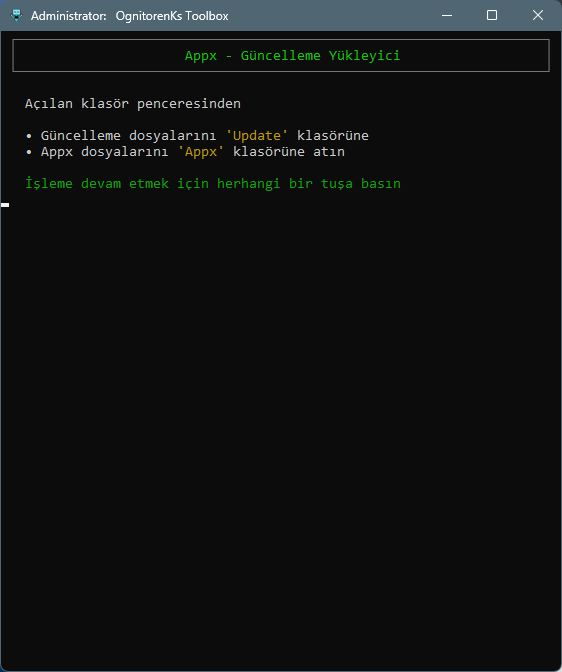 Administrator: OgnitorenKs Toolbox
Appx - Güncelleme Yükleyici
Açılan klasör penceresinden
• Güncelleme dosyalarını 'Update' klasörüne
• Appx dosyalarını 'Appx' klasörüne atın
İşleme devam etmek için herhangi bir tuşa basın